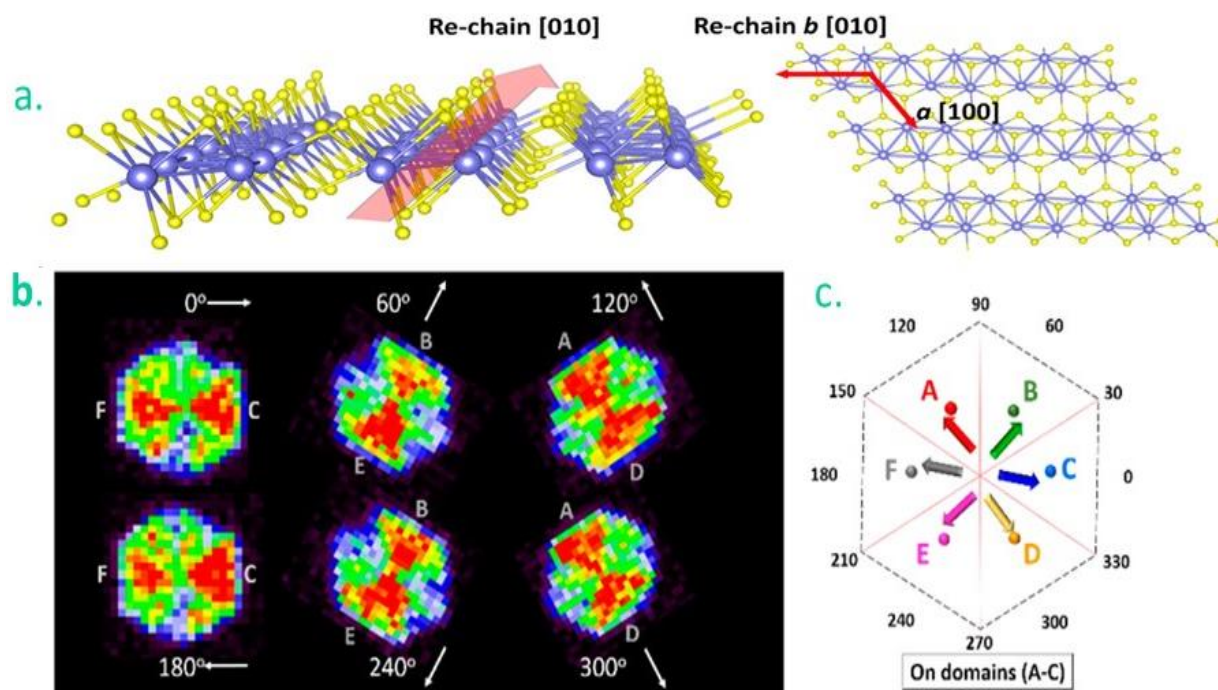 Re-chain [010]
Re-chain b [010]
a.
a [100]
b.
0°
60°
120°
B
A
F
C
E
D
B
A
F
C
E
D
180°
240°
300°
c.
90
120
60
150
30
A
B
180
F
C
0
E
D
210
330
240
300
270
On domains (A-C)